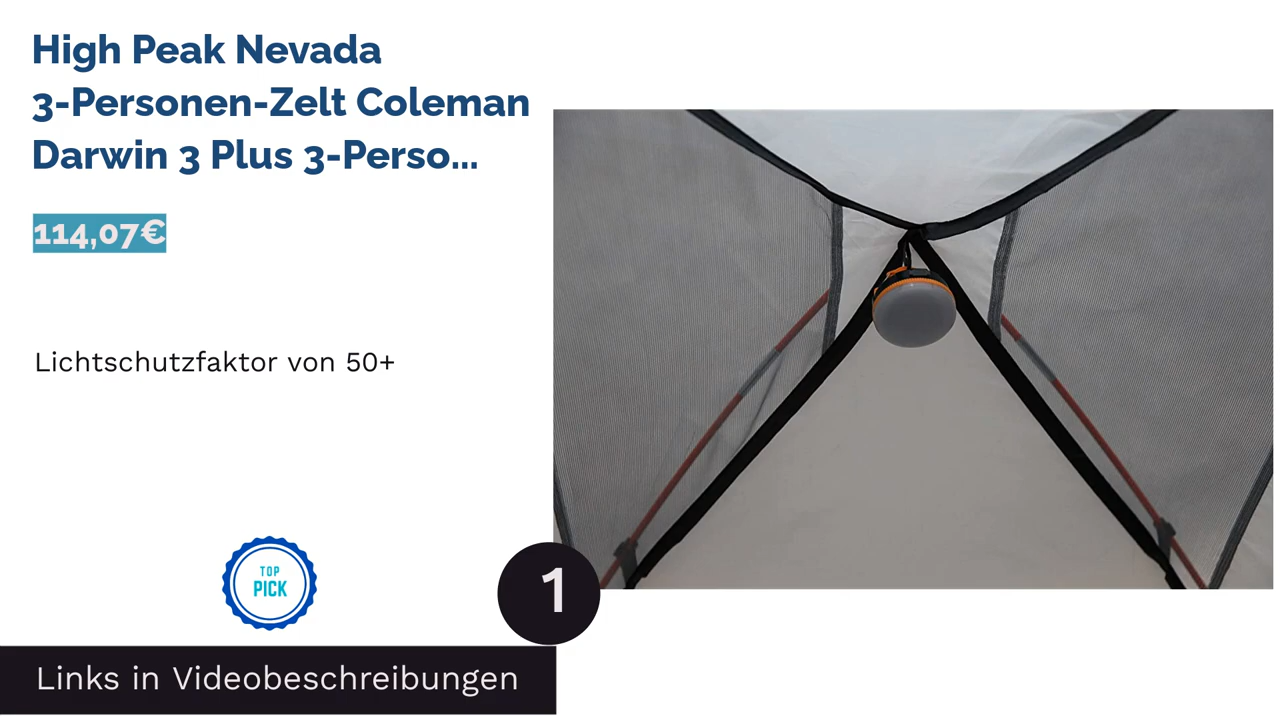 High Peak Nevada
3-Personen-Zelt Coleman
Darwin 3 Plus 3-Perso...
114,07€
Lichtschutzfaktor von 50+
TOP
PICK
1
Links in Videobeschreibungen